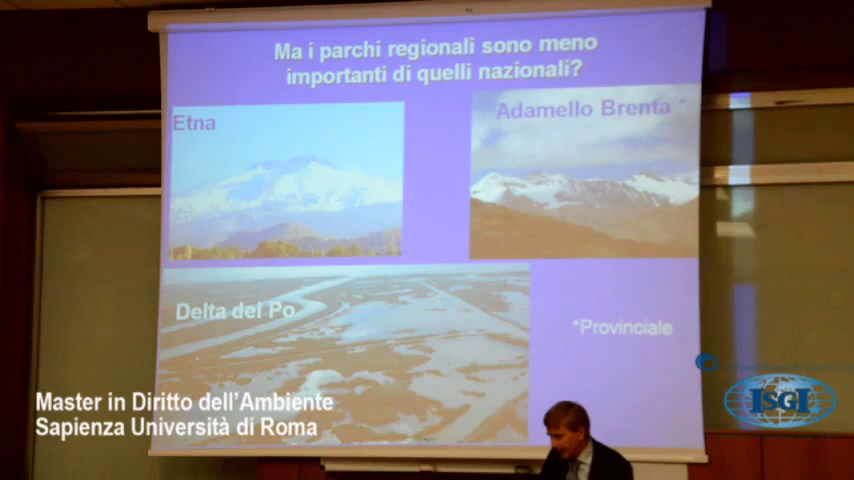 Ma i parchi regionali sono meno
importanti di quelli nazionali?
Etna
Adamello Brenta *
Delta del Po
*Provinciale
Master in Diritto dell'Ambiente
Sapienza Università di Roma
ISGI